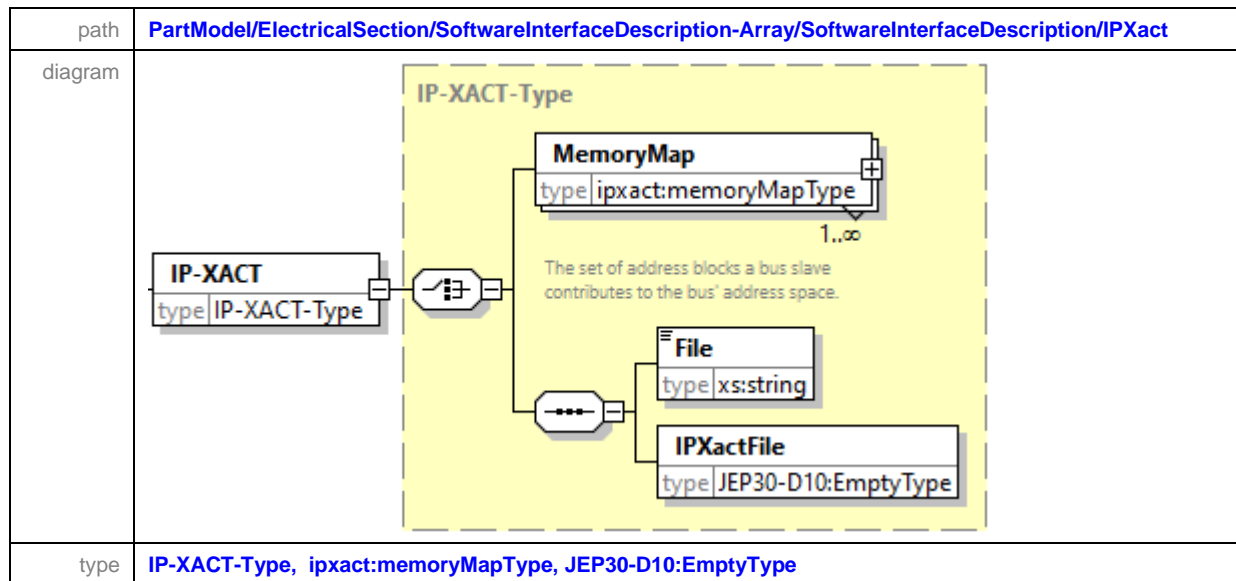 path PartModel/ElectricalSection/SoftwareInterfaceDescription-Array/SoftwareInterfaceDescription/IPXact
diagram
IP-XACT-Type
MemoryMap
type ipxact:memoryMapType
1..∞
The set of address blocks a bus slave
contributes to the bus' address space.
IP-XACT
type IP-XACT-Type
File
type xs:string
IPXactFile
type JEP30-D10:EmptyType
type IP-XACT-Type, ipxact:memoryMapType, JEP30-D10:EmptyType